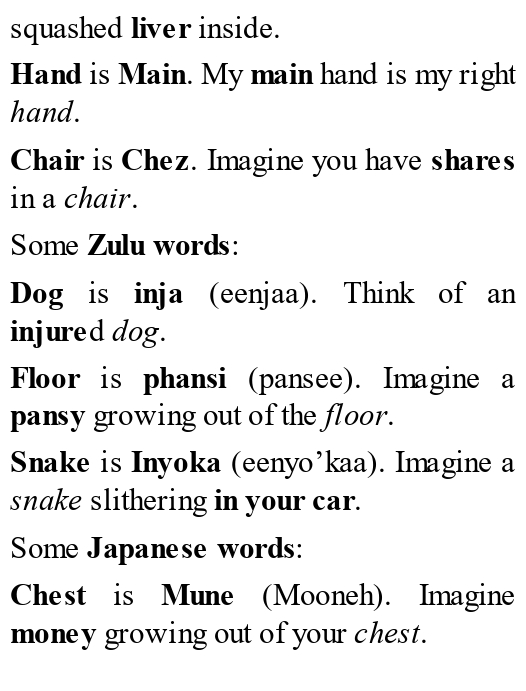 squashed liver inside.
Hand is Main. My main hand is my right
hand.
Chair is Chez. Imagine you have shares
in a chair.
Some Zulu words:
Dog is inja (eenjaa). Think of an
injured dog.
Floor is phansi (pansee). Imagine a
pansy growing out of the floor.
Snake is Inyoka (eenyo’kaa). Imagine a
snake slithering in your car.
Some Japanese words:
Chest is Mune (Mooneh). Imagine
money growing out of your chest.